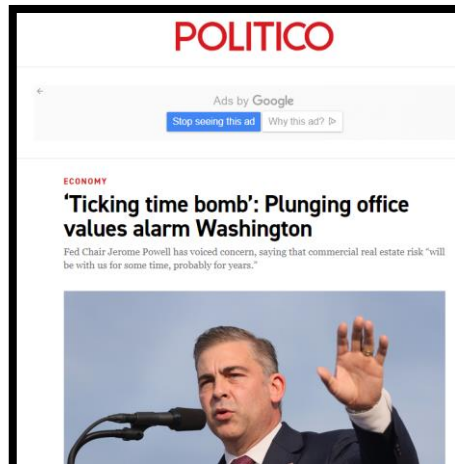 POLITICO
Ads by Google
Stop seeing this ad
Why this ad?
ECONOMY
‘Ticking time bomb’: Plunging office
values alarm Washington
Fed Chair Jerome Powell has voiced concern, saying that commercial real estate risk “will
be with us for some time, probably for years.”